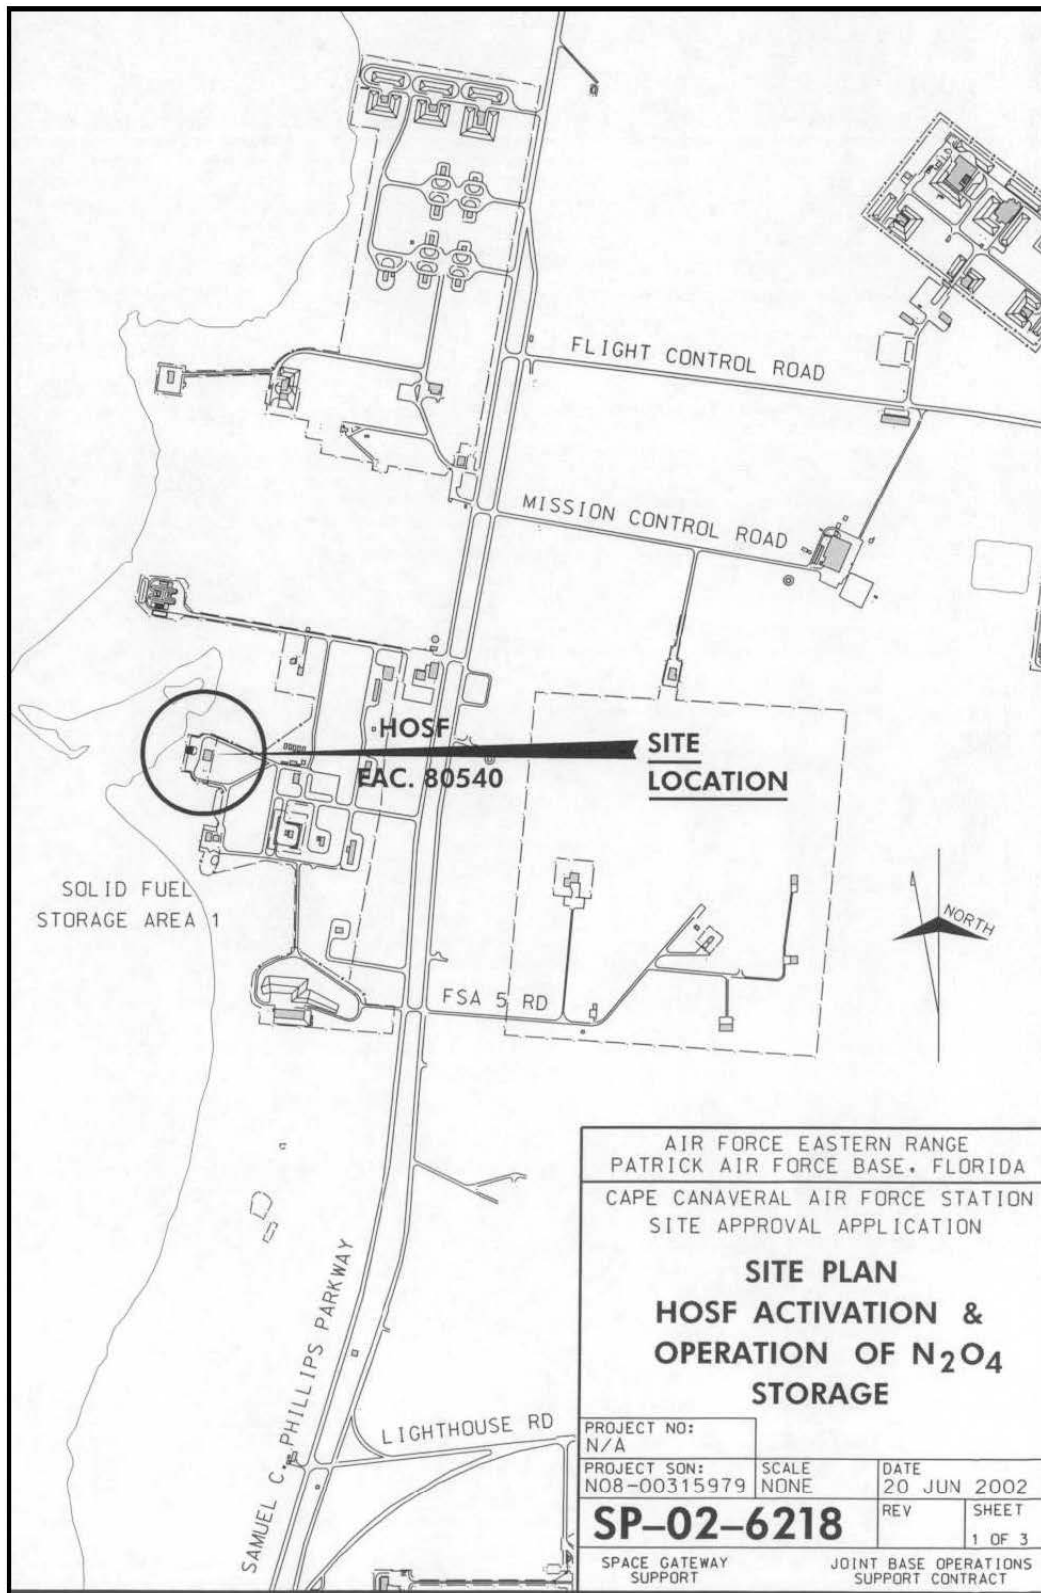 FLIGHT CONTROL ROAD
MISSION CONTROL ROAD
HOSF
EAC. 80540
SITE
LOCATION
SOLID FUEL
STORAGE AREA 1
NORTH
FSA 5 RD
SAMUEL C. PHILLIPS PARKWAY
LIGHTHOUSE RD
AIR FORCE EASTERN RANGE
PATRICK AIR FORCE BASE, FLORIDA
CAPE CANAVERAL AIR FORCE STATION
SITE APPROVAL APPLICATION
SITE PLAN
HOSF ACTIVATION &
OPERATION OF N2O4
STORAGE
PROJECT NO:
N/A
PROJECT SON:
N08-00315979
SCALE
NONE
DATE
20 JUN 2002
SP-02-6218
REV
SHEET
1 OF 3
SPACE GATEWAY
SUPPORT
JOINT BASE OPERATIONS
SUPPORT CONTRACT